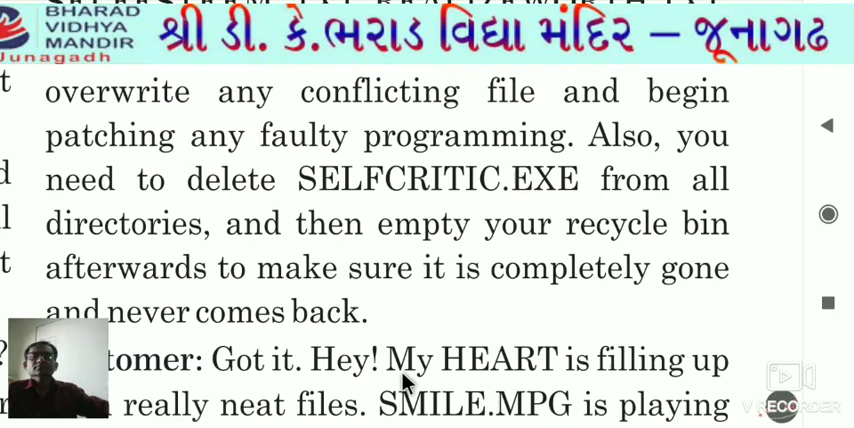 BHARAD
VIDHYA
MANDIR
Junagadh
શ્રી ડી. કે.ભરાડ વિદ્યા મંદિર – જૂનાગઢ
overwrite any conflicting file and begin
patching any faulty programming. Also, you
need to delete SELFCRITIC.EXE from all
directories, and then empty your recycle bin
afterwards to make sure it is completely gone
and never comes back.
tomer: Got it. Hey! My HEART is filling up
really neat files. SMILE.MPG is playing
V RECORDER